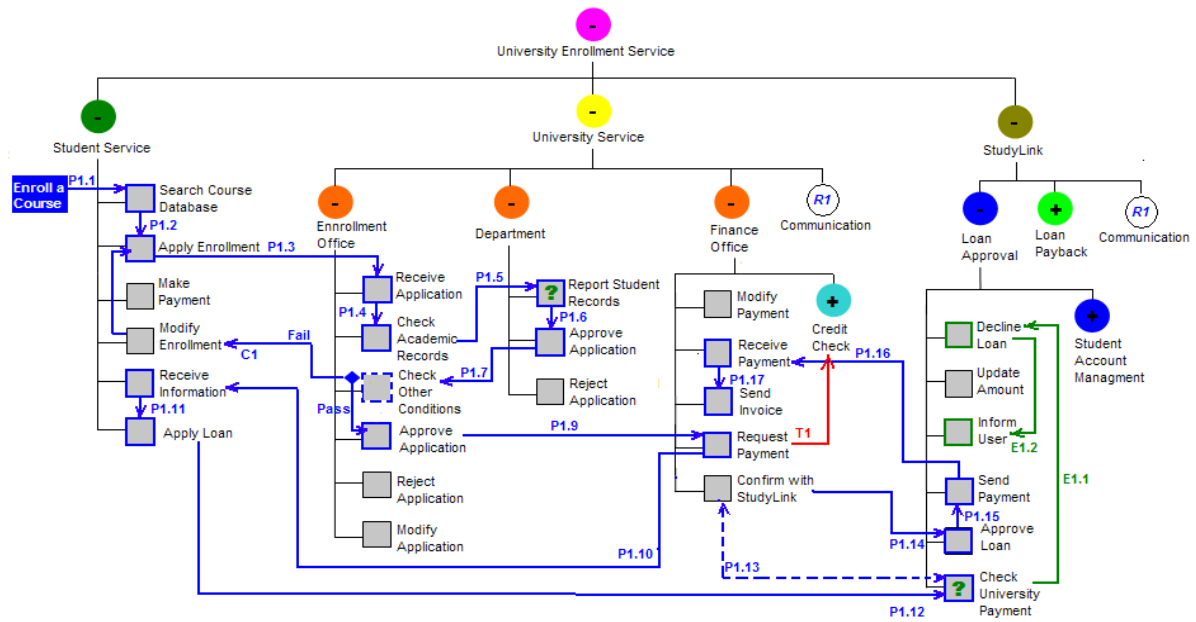 -
University Enrollment Service
-
Student Service
-
University Service
-
StudyLink
Enroll a
Course
P1.1
Search Course
Database
P1.2
Apply Enrollment
P1.3
Make
Payment
Modify
Enrollment
Fail
C1
Receive
Information
P1.11
Apply Loan
-
Ennrollment
Office
Receive
Application
P1.4
Check
Academic
Records
P1.5
Check
Other
Conditions
P1.7
Pass
Approve
Application
P1.9
Reject
Application
Modify
Application
P1.10
-
Department
?
Report Student
Records
P1.6
Approve
Application
Reject
Application
-
Finance
Office
R1
Communication
Modify
Payment
+
Credit
Check
Receive
Payment
P1.16
P1.17
Send
Invoice
Request
Payment
T1
Confirm with
StudyLink
P1.13
P1.14
P1.12
-
Loan
Approval
+
Loan
Payback
R1
Communication
+
Student
Account
Managment
Decline
Loan
Update
Amount
Inform
User
E1.2
E1.1
Send
Payment
P1.15
Approve
Loan
?
Check
University
Payment